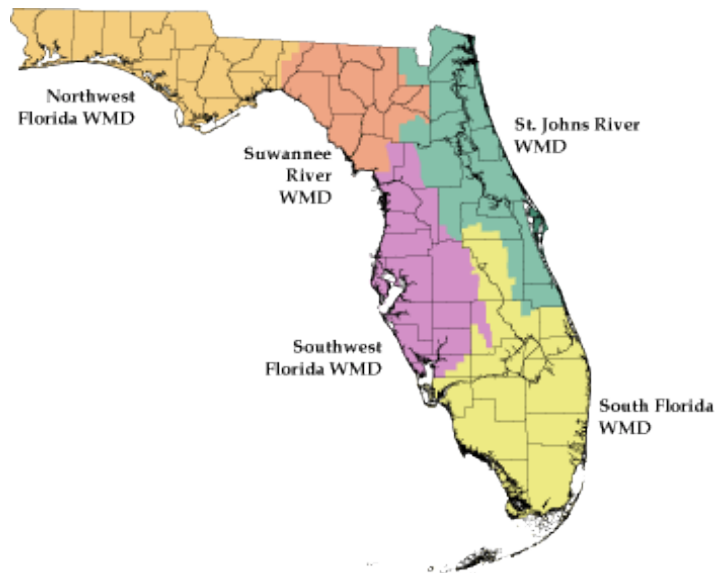 Northwest
Florida WMD
St. Johns River
WMD
Suwannee
River
WMD
Southwest
Florida WMD
South Florida
WMD